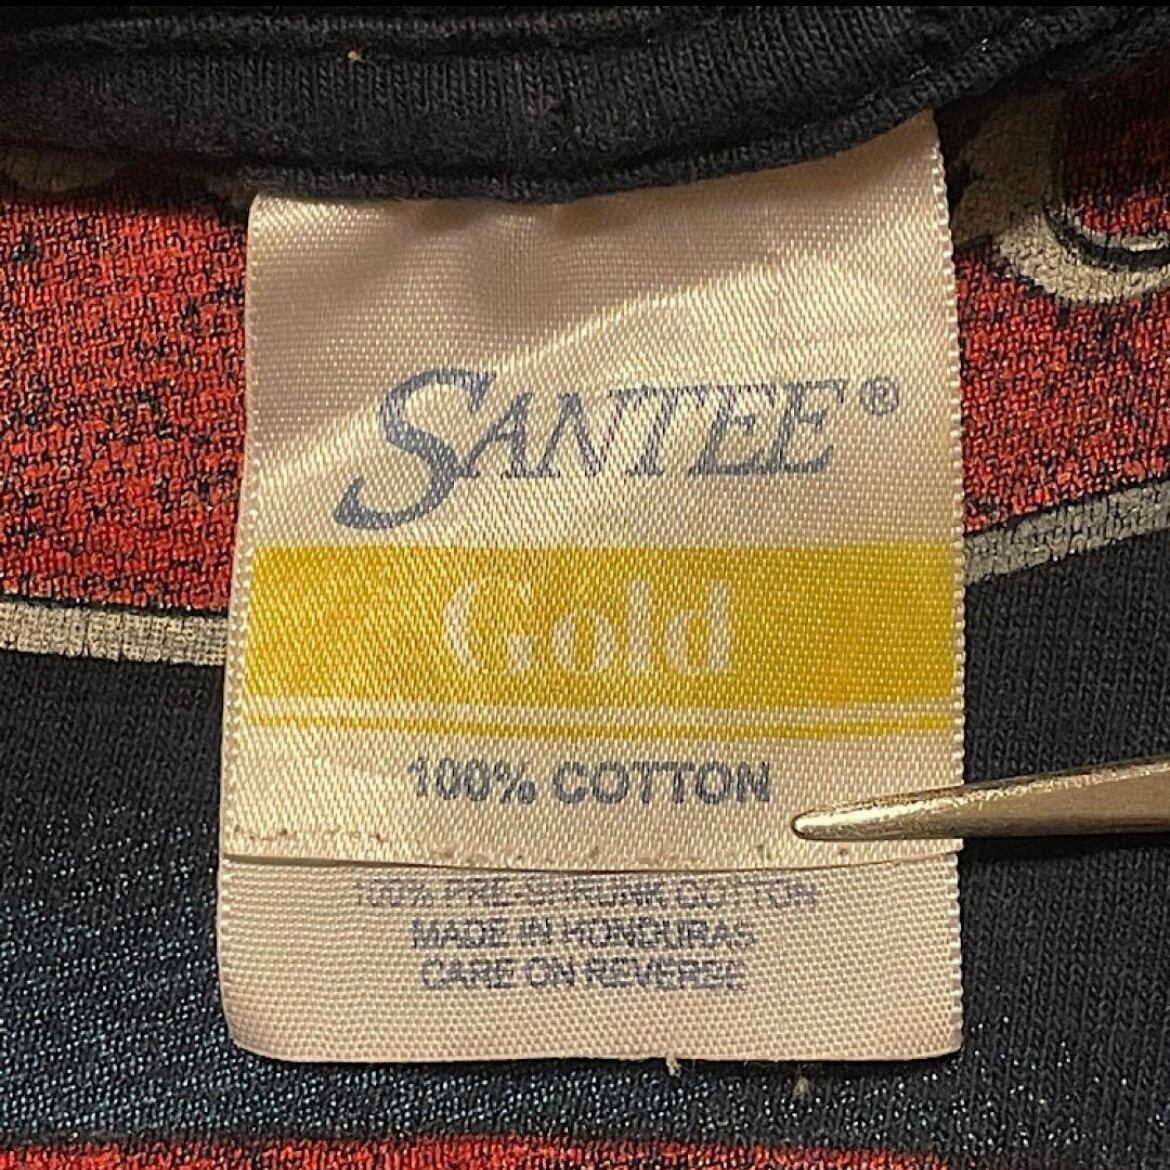 SANTEE®
Gold
100% COTTON
100% PRE-SHRUNK COTTON
MADE IN HONDURAS
CARE ON REVERSE